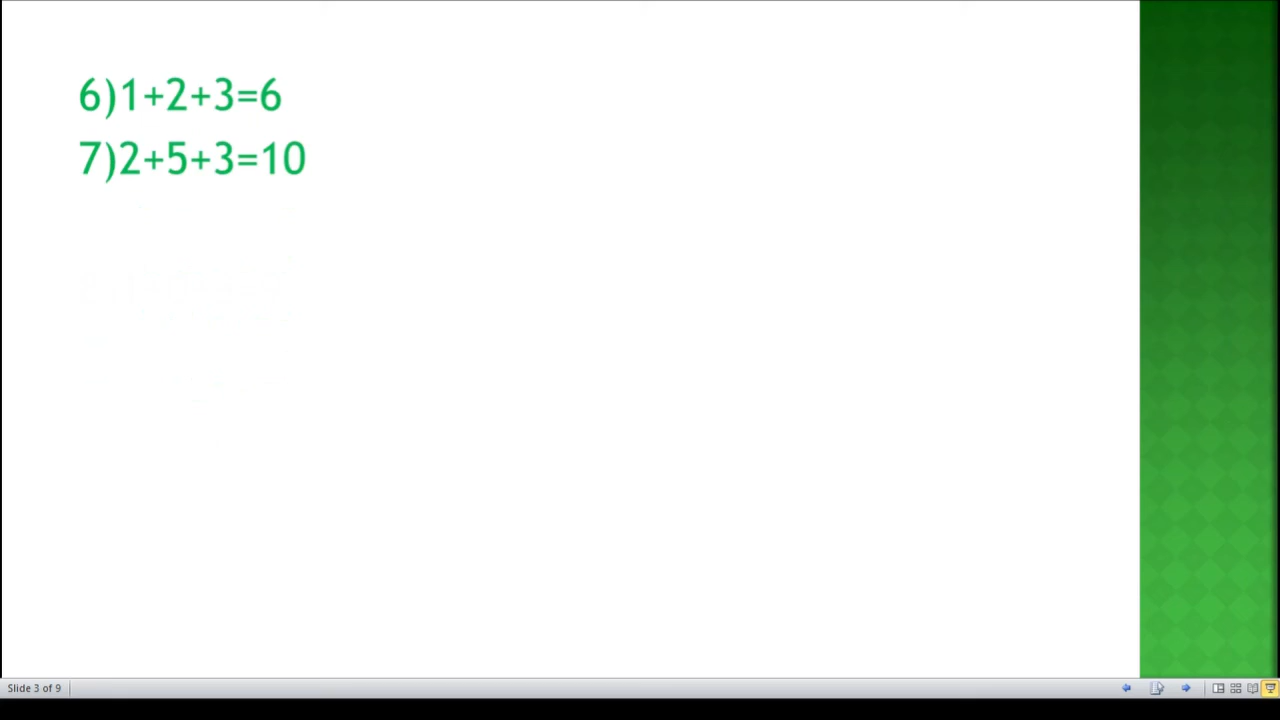 6)1+2+3=6
7)2+5+3=10
Slide 3 of 9